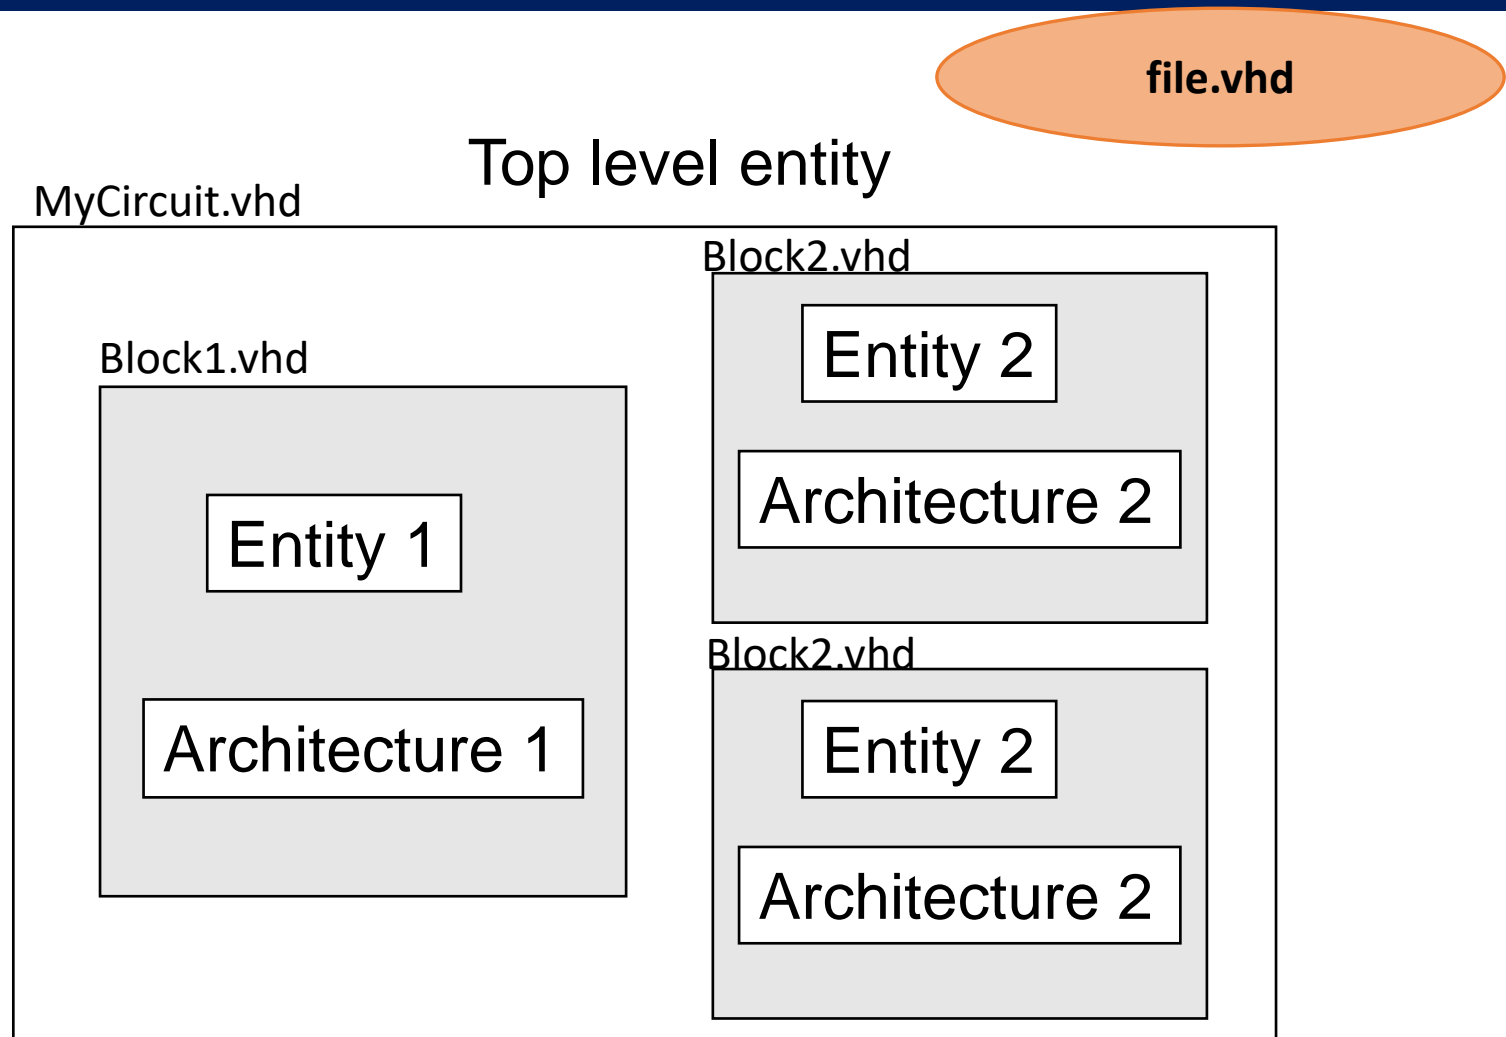 file.vhd
Top level entity
MyCircuit.vhd
Block2.vhd
Entity 2
Block1.vhd
Architecture 2
Entity 1
Block2.vhd
Entity 2
Architecture 1
Architecture 2